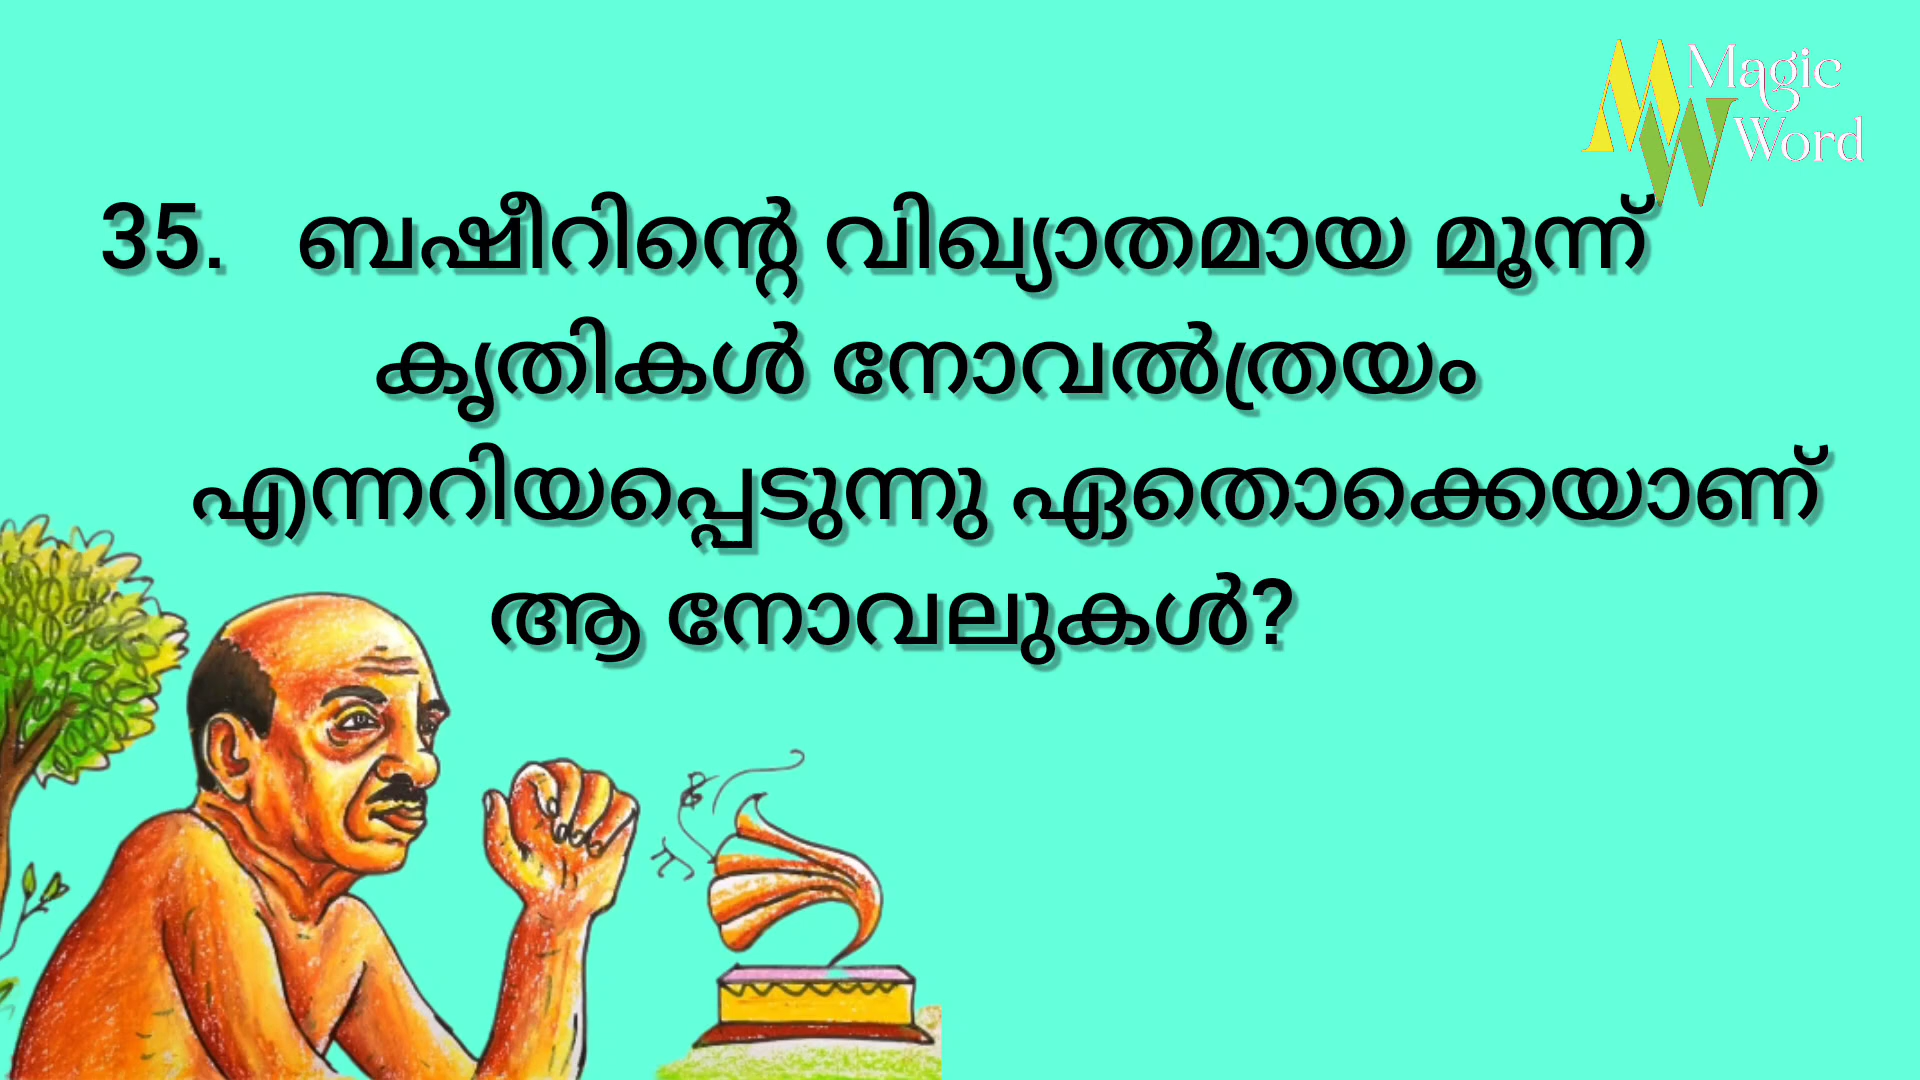 Magic
Word
35. ബഷീറിന്റെ വിഖ്യാതമായ മൂന്ന്
കൃതികൾ നോവൽത്രയം
എന്നറിയപ്പെടുന്നു ഏതൊക്കെയാണ്
ആ നോവലുകൾ?